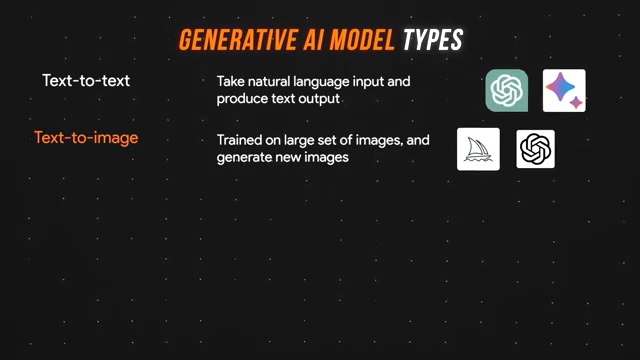 GENERATIVE AI MODEL TYPES
Text-to-text
Take natural language input and
produce text output
Text-to-image
Trained on large set of images, and
generate new images